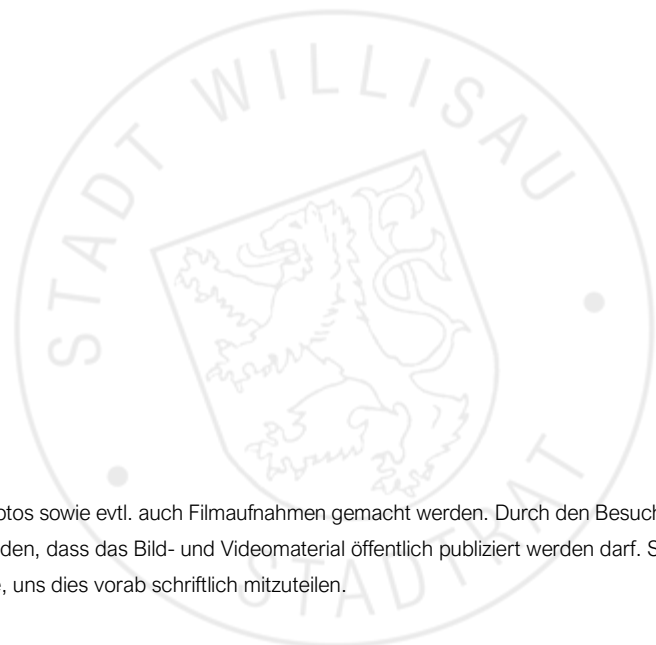 STADT WILLISAU
otos sowie evtl. auch Filmaufnahmen gemacht werden. Durch den Besuch
den, dass das Bild- und Videomaterial öffentlich publiziert werden darf. S
e, uns dies vorab schriftlich mitzuteilen.
STADTRAT